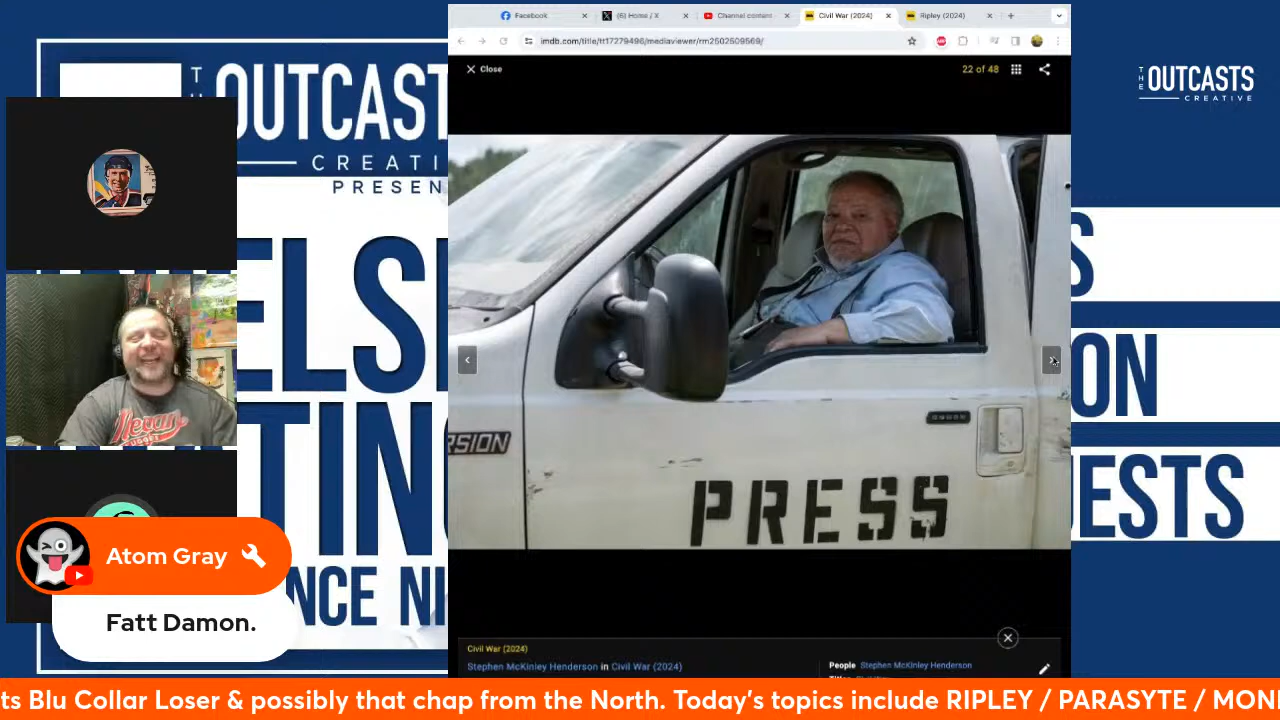 Facebook
(6) Home / X
Channel content
Civil War (2024)
Ripley (2024)
imdb.com/title/tt17279496/mediaviewer/rm2502509569/
Close
22 of 48
THE OUTCASTS
CREATIVE
THE
OUTCAST
CREATI
PRESEN
ELS
TING
NCE NI
S
ON
UESTS
RSION
PRESS
Atom Gray
Fatt Damon.
Civil War (2024)
Stephen McKinley Henderson in Civil War (2024)
People Stephen McKinley Henderson
ts Blu Collar Loser & possibly that chap from the North. Today's topics include RIPLEY / PARASYTE / MON